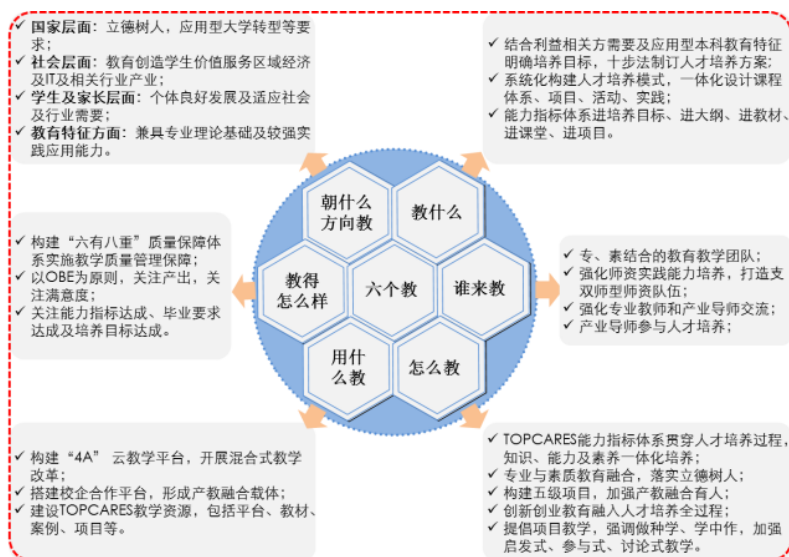 ✓ 国家层面：立德树人，应用型大学转型等要
求；
✓ 社会层面：教育创造学生价值服务区域经济
及IT及相关行业产业；
✓ 学生及家长层面：个体良好发展及适应社会
及行业需要；
✓ 教育特征方面：兼具专业理论基础及较强实
践应用能力。
✓ 结合利益相关方需要及应用型本科教育特征
明确培养目标，十步法制订人才培养方案；
✓ 系统化构建人才培养模式，一体化设计课程
体系、项目、活动、实践；
✓ 能力指标体系进培养目标、进大纲、进教材、
进课堂、进项目。
朝什么
方向教
教什么
✓ 构建“六有八重”质量保障体
系实施教学质量管理保障；
✓ 以OBE为原则，关注产出，关
注满意度；
✓ 关注能力指标达成、毕业要求
达成及培养目标达成。
教得
怎么样
六个教
谁来教
✓ 专、素结合的教育教学团队；
✓ 强化师资实践能力培养，打造支
双师型师资队伍；
✓ 强化专业教师和产业导师交流；
✓ 产业导师参与人才培养；
用什
么教
怎么教
✓ 构建“4A” 云教学平台，开展混合式教学
改革；
✓ 搭建校企合作平台，形成产教融合载体；
✓ 建设TOPCARES教学资源，包括平台、教材、
案例、项目等。
✓ TOPCARES能力指标体系贯穿人才培养过程，
知识、能力及素养一体化培养；
✓ 专业与素质教育融合，落实立德树人；
✓ 构建五级项目，加强产教融合育人；
✓ 创新创业教育融入人才培养全过程；
✓ 提倡项目教学，强调做种学、学中作，加强
启发式、参与式、讨论式教学。